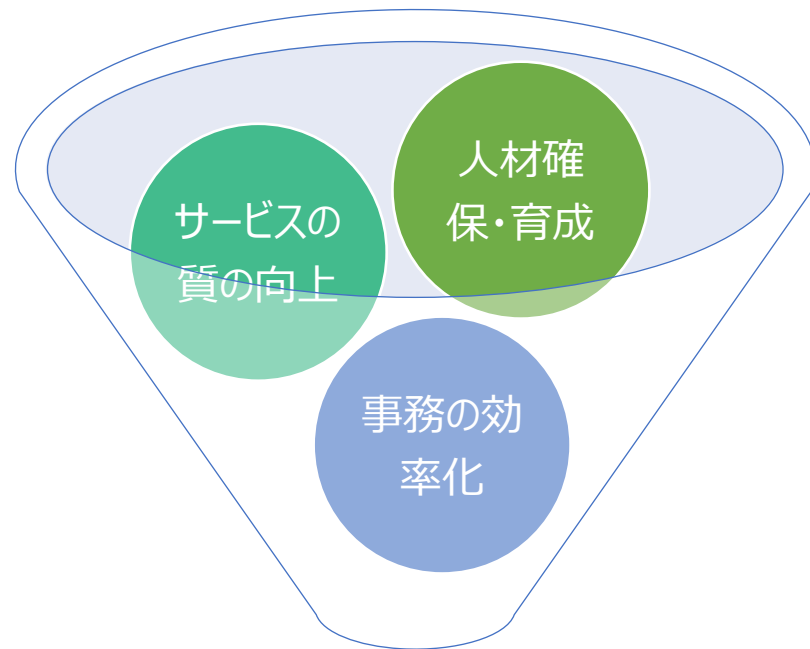 人材確
保・育成
サービスの
質の向上
事務の効
率化